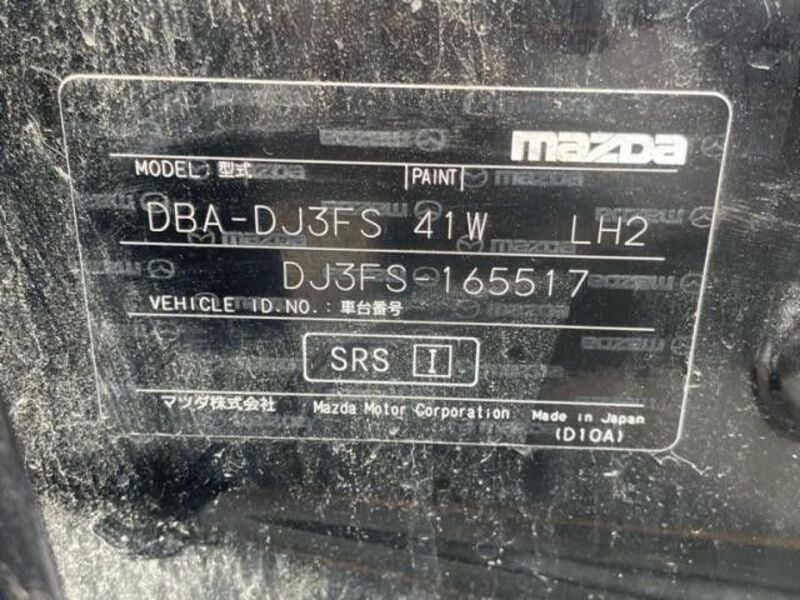 mazda
MODEL:型式 PAINT
DBA-DJ3FS 41W LH2
DJ3FS-165517
VEHICLE ID.NO.:車台番号
SRS I
マツダ株式会社 Mazda Motor Corporation Made in Japan
(D10A)